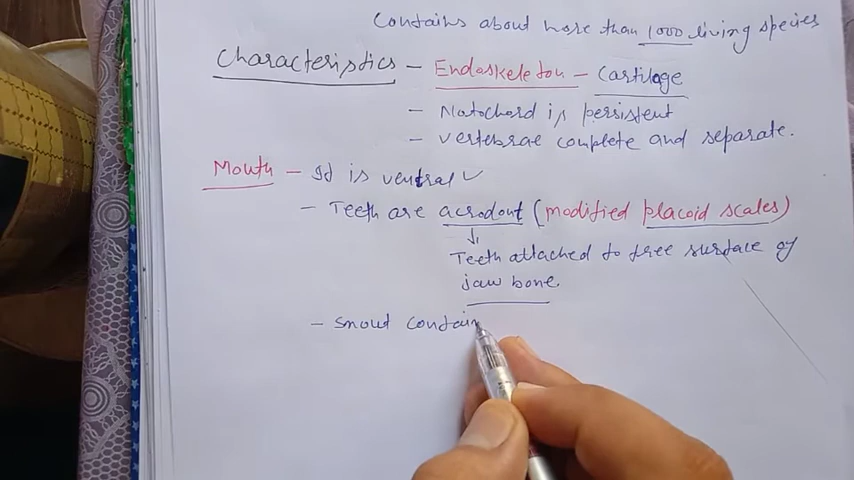 Contains about more than 1000 living species
Characteristics - Endoskeleton - Cartilage
- Notochord is persistent
- vertebrae complete and separate.
Mouth - It is ventral ✓
- Teeth are acrodont (modified placoid scales)
↓
Teeth attached to free surface of
jaw bone.
- snout contain